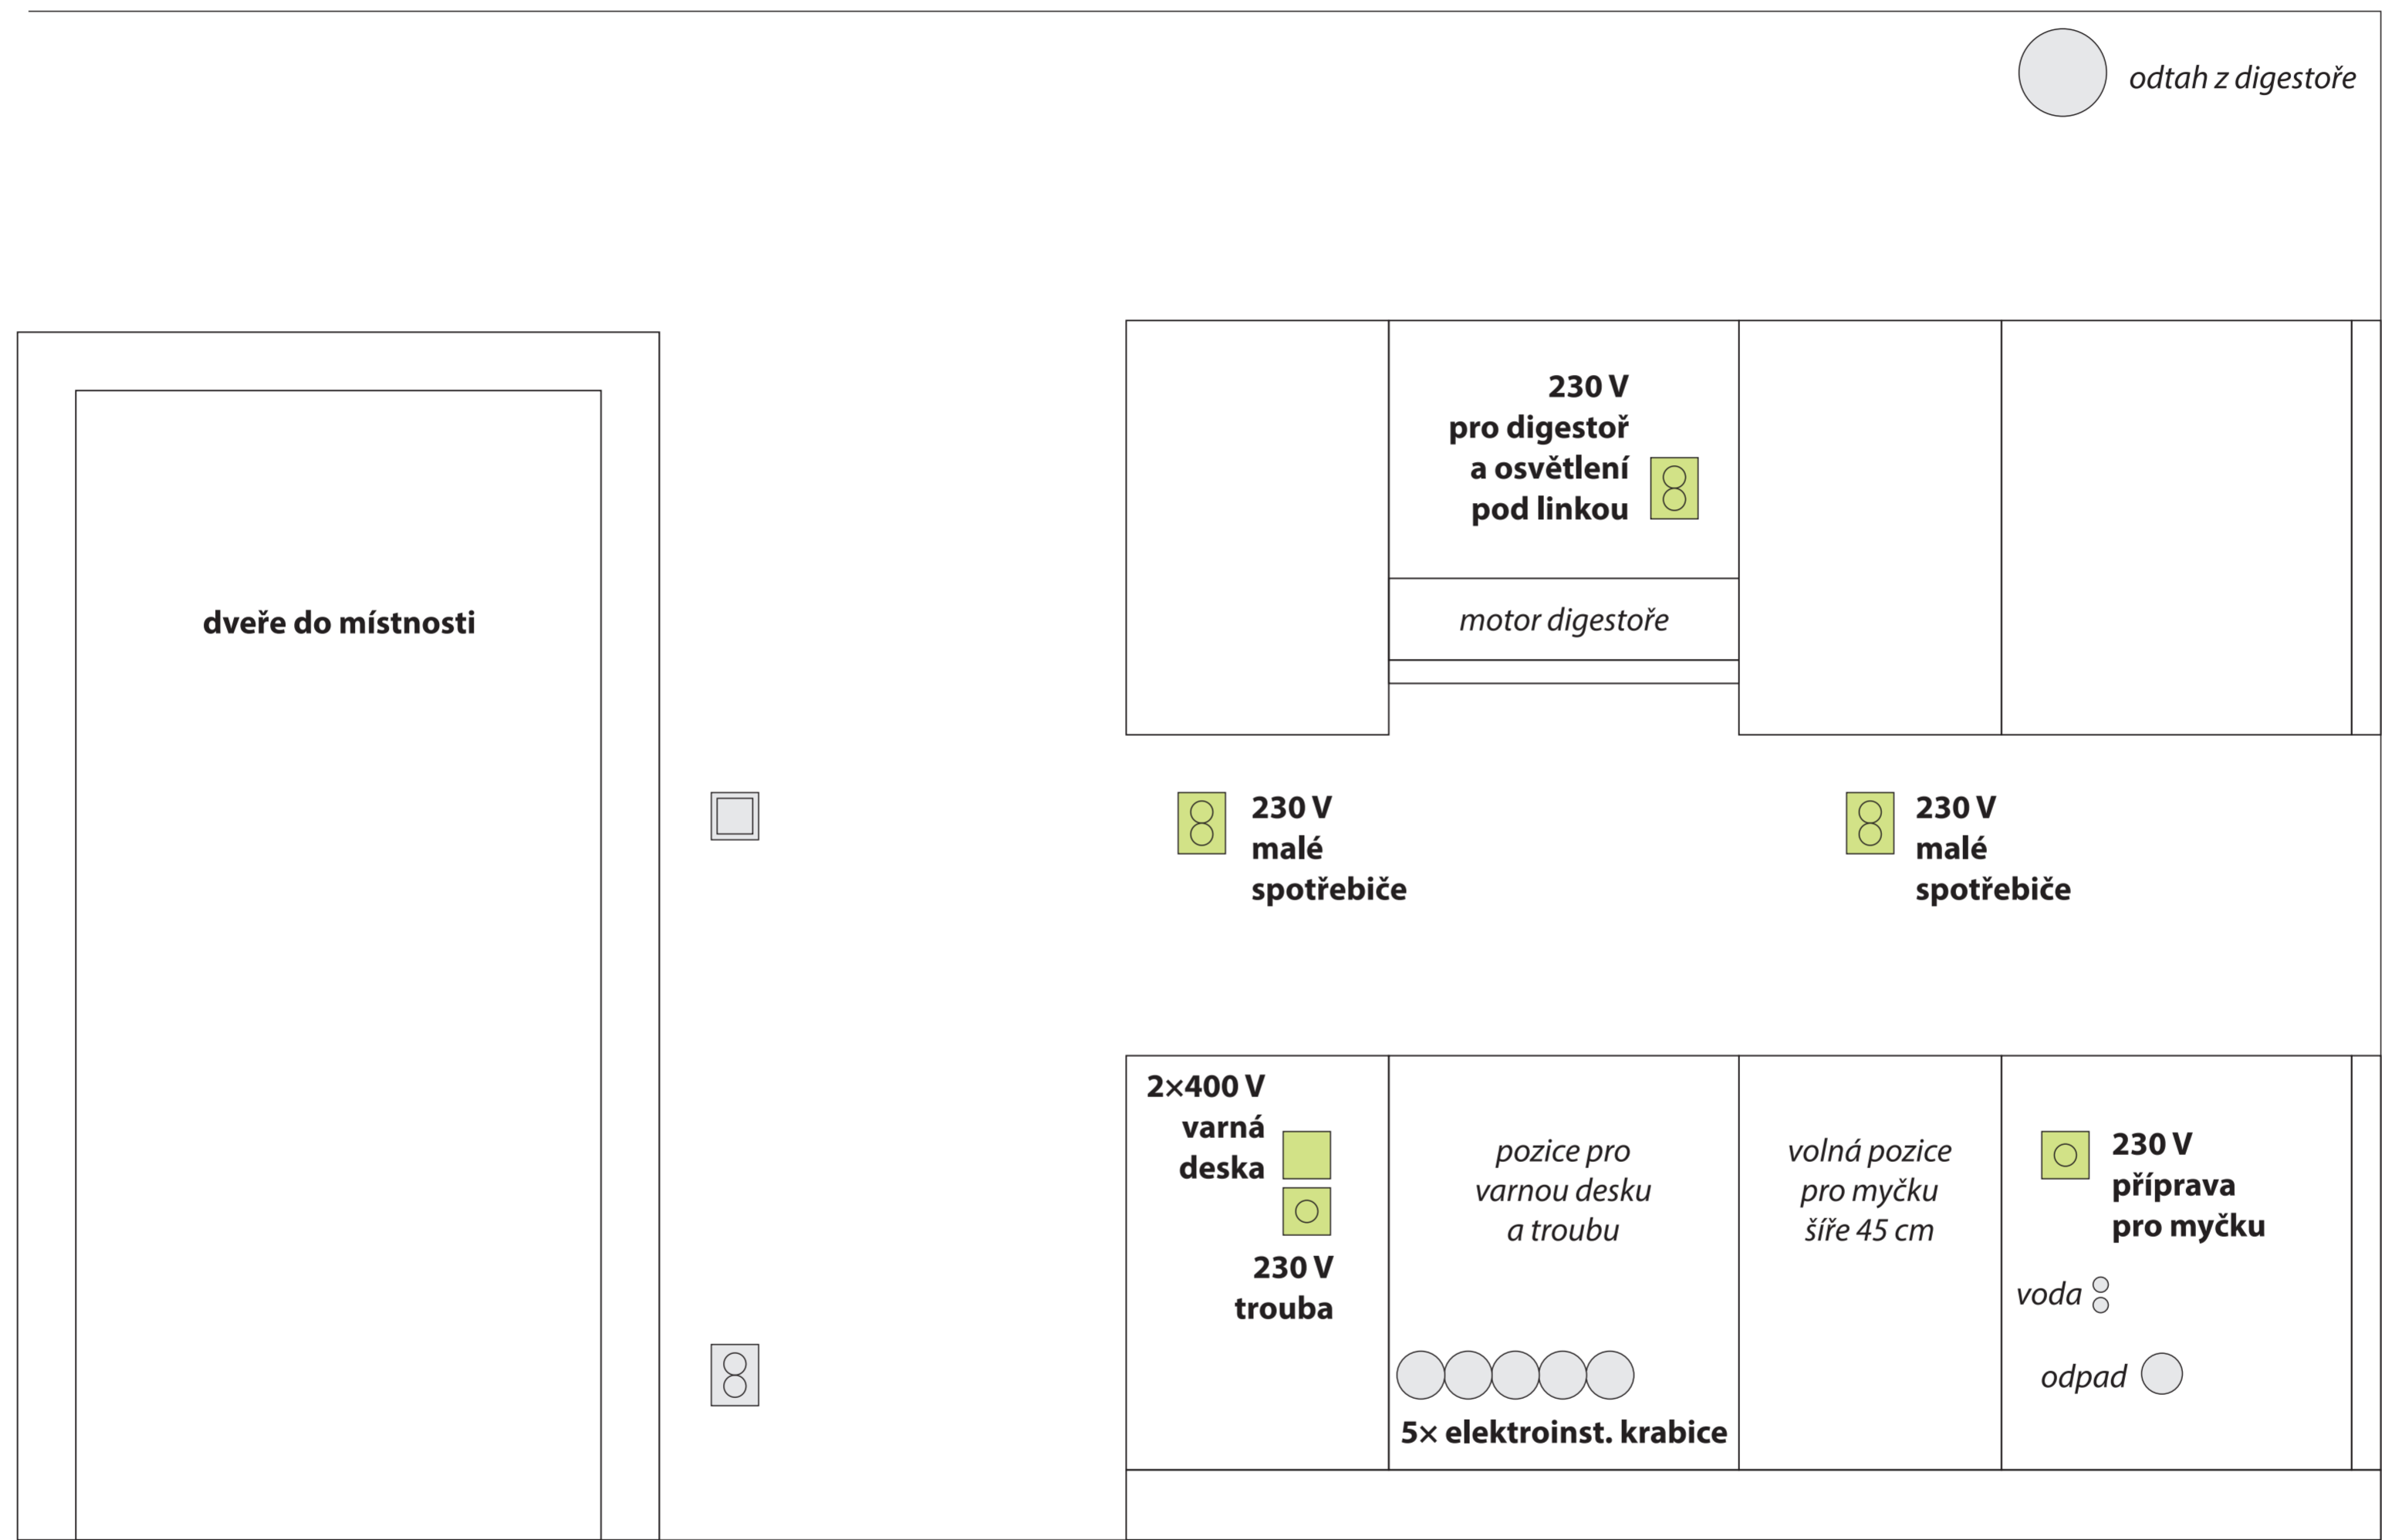 odtah z digestoře
230 V
pro digestoř
a osvětlení
pod linkou
dveře do místnosti
motor digestoře
230 V
malé
spotřebiče
230 V
malé
spotřebiče
2×400 V
varná
deska
230 V
trouba
pozice pro
varnou desku
a troubu
volná pozice
pro myčku
šíře 45 cm
230 V
příprava
pro myčku
voda
odpad
5× elektroinst. krabice